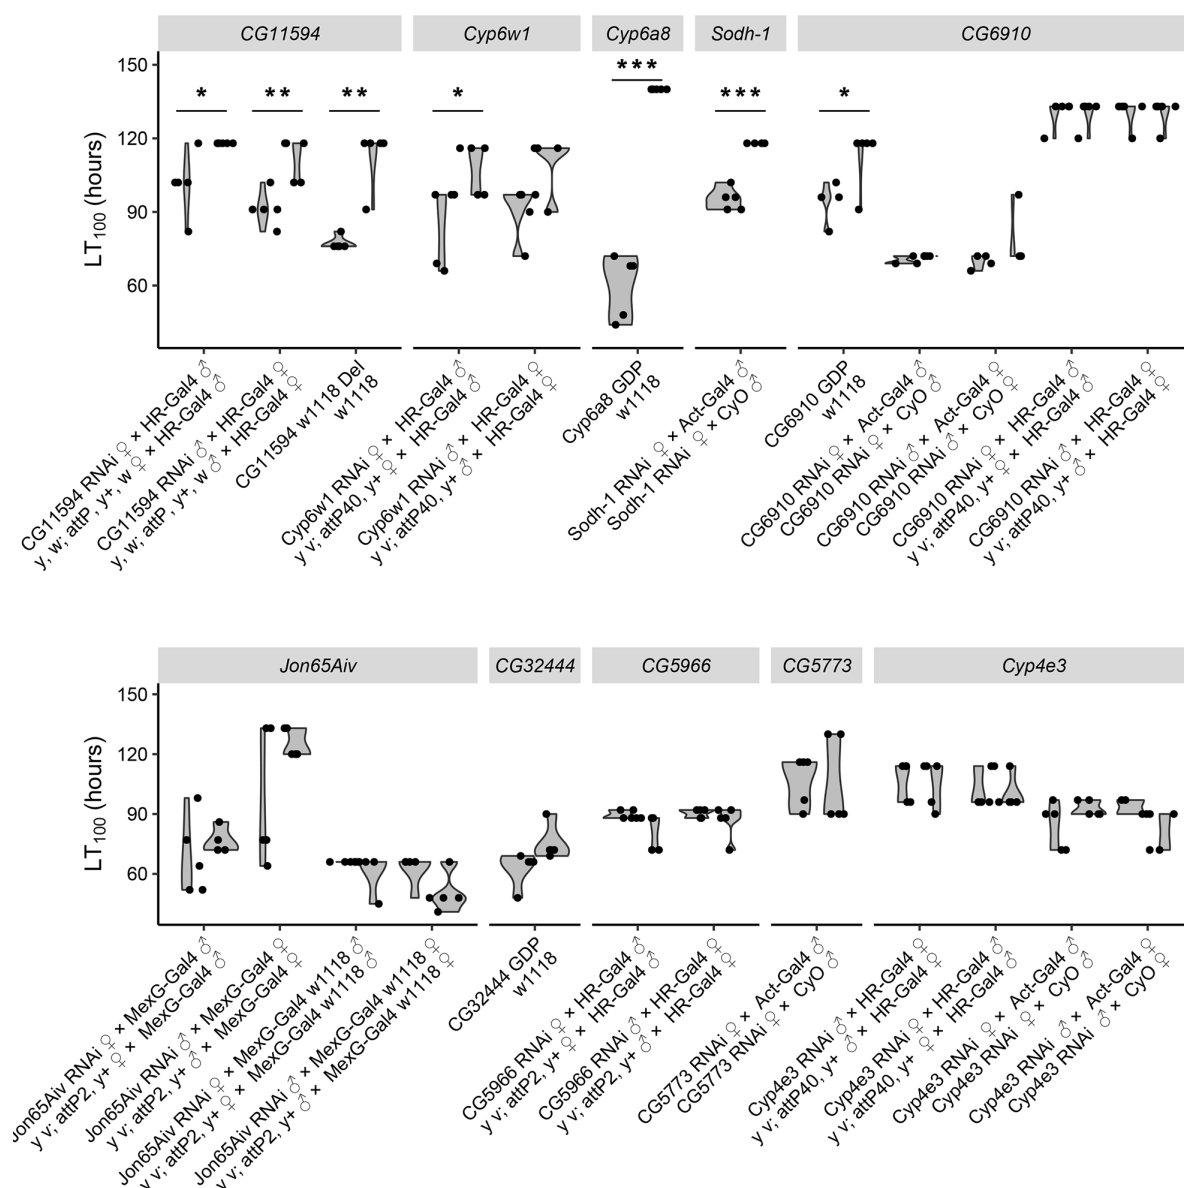 CG11594 Cyp6w1 Cyp6a8 Sodh-1 CG6910
LT100 (hours)
150
120
90
60
* ** ** * *** *** *
CG11594 RNAi ♀ × HR-Gal4 ♂
y, w; attP, y+, w ♀ × HR-Gal4 ♂
CG11594 RNAi ♂ × HR-Gal4 ♀
y, w; attP, y+, w ♂ × HR-Gal4 ♀
CG11594 w1118 Del
w1118
Cyp6w1 RNAi ♀ × HR-Gal4 ♂
y v; attP40, y+ ♀ × HR-Gal4 ♂
Cyp6w1 RNAi ♂ × HR-Gal4 ♀
y v; attP40, y+ ♂ × HR-Gal4 ♀
Cyp6a8 GDP
w1118
Sodh-1 RNAi ♀ × Act-Gal4 ♂
Sodh-1 RNAi ♀ × CyO ♂
CG6910 GDP
w1118
CG6910 RNAi ♀ × Act-Gal4 ♂
CG6910 RNAi ♀ × CyO ♂
CG6910 RNAi ♂ × Act-Gal4 ♀
CG6910 RNAi ♂ × CyO ♀
CG6910 RNAi ♀ × HR-Gal4 ♂
y v; attP40, y+ ♀ × HR-Gal4 ♂
CG6910 RNAi ♂ × HR-Gal4 ♀
y v; attP40, y+ ♂ × HR-Gal4 ♀
Jon65Aiv CG32444 CG5966 CG5773 Cyp4e3
LT100 (hours)
150
120
90
60
Jon65Aiv RNAi ♀ × MexG-Gal4 ♂
y v; attP2, y+ ♀ × MexG-Gal4 ♂
Jon65Aiv RNAi ♂ × MexG-Gal4 ♀
y v; attP2, y+ ♂ × MexG-Gal4 ♀
Jon65Aiv RNAi ♀ × MexG-Gal4 w1118 ♂
y v; attP2, y+ ♀ × MexG-Gal4 w1118 ♂
Jon65Aiv RNAi ♂ × MexG-Gal4 w1118 ♀
y v; attP2, y+ ♂ × MexG-Gal4 w1118 ♀
CG32444 GDP
w1118
CG5966 RNAi ♀ × HR-Gal4 ♂
y v; attP2, y+ ♀ × HR-Gal4 ♂
CG5966 RNAi ♂ × HR-Gal4 ♀
y v; attP2, y+ ♂ × HR-Gal4 ♀
CG5773 RNAi ♀ × Act-Gal4 ♂
CG5773 RNAi ♀ × CyO ♂
Cyp4e3 RNAi ♂ × HR-Gal4 ♀
y v; attP40, y+ ♂ × HR-Gal4 ♀
Cyp4e3 RNAi ♀ × HR-Gal4 ♂
y v; attP40, y+ ♀ × HR-Gal4 ♂
Cyp4e3 RNAi ♀ × Act-Gal4 ♂
Cyp4e3 RNAi ♀ × CyO ♂
Cyp4e3 RNAi ♂ × Act-Gal4 ♀
Cyp4e3 RNAi ♂ × CyO ♀